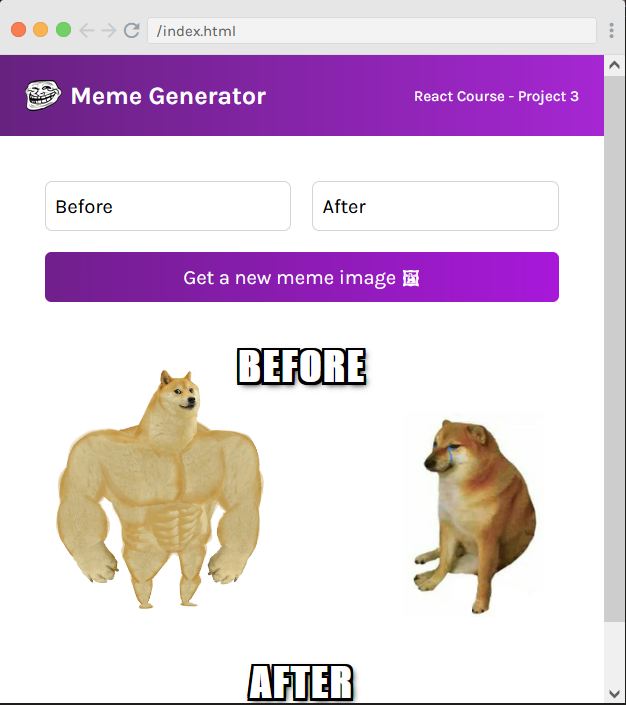 /index.html
Meme Generator
React Course - Project 3
Before
After
Get a new meme image 🖼
BEFORE
AFTER